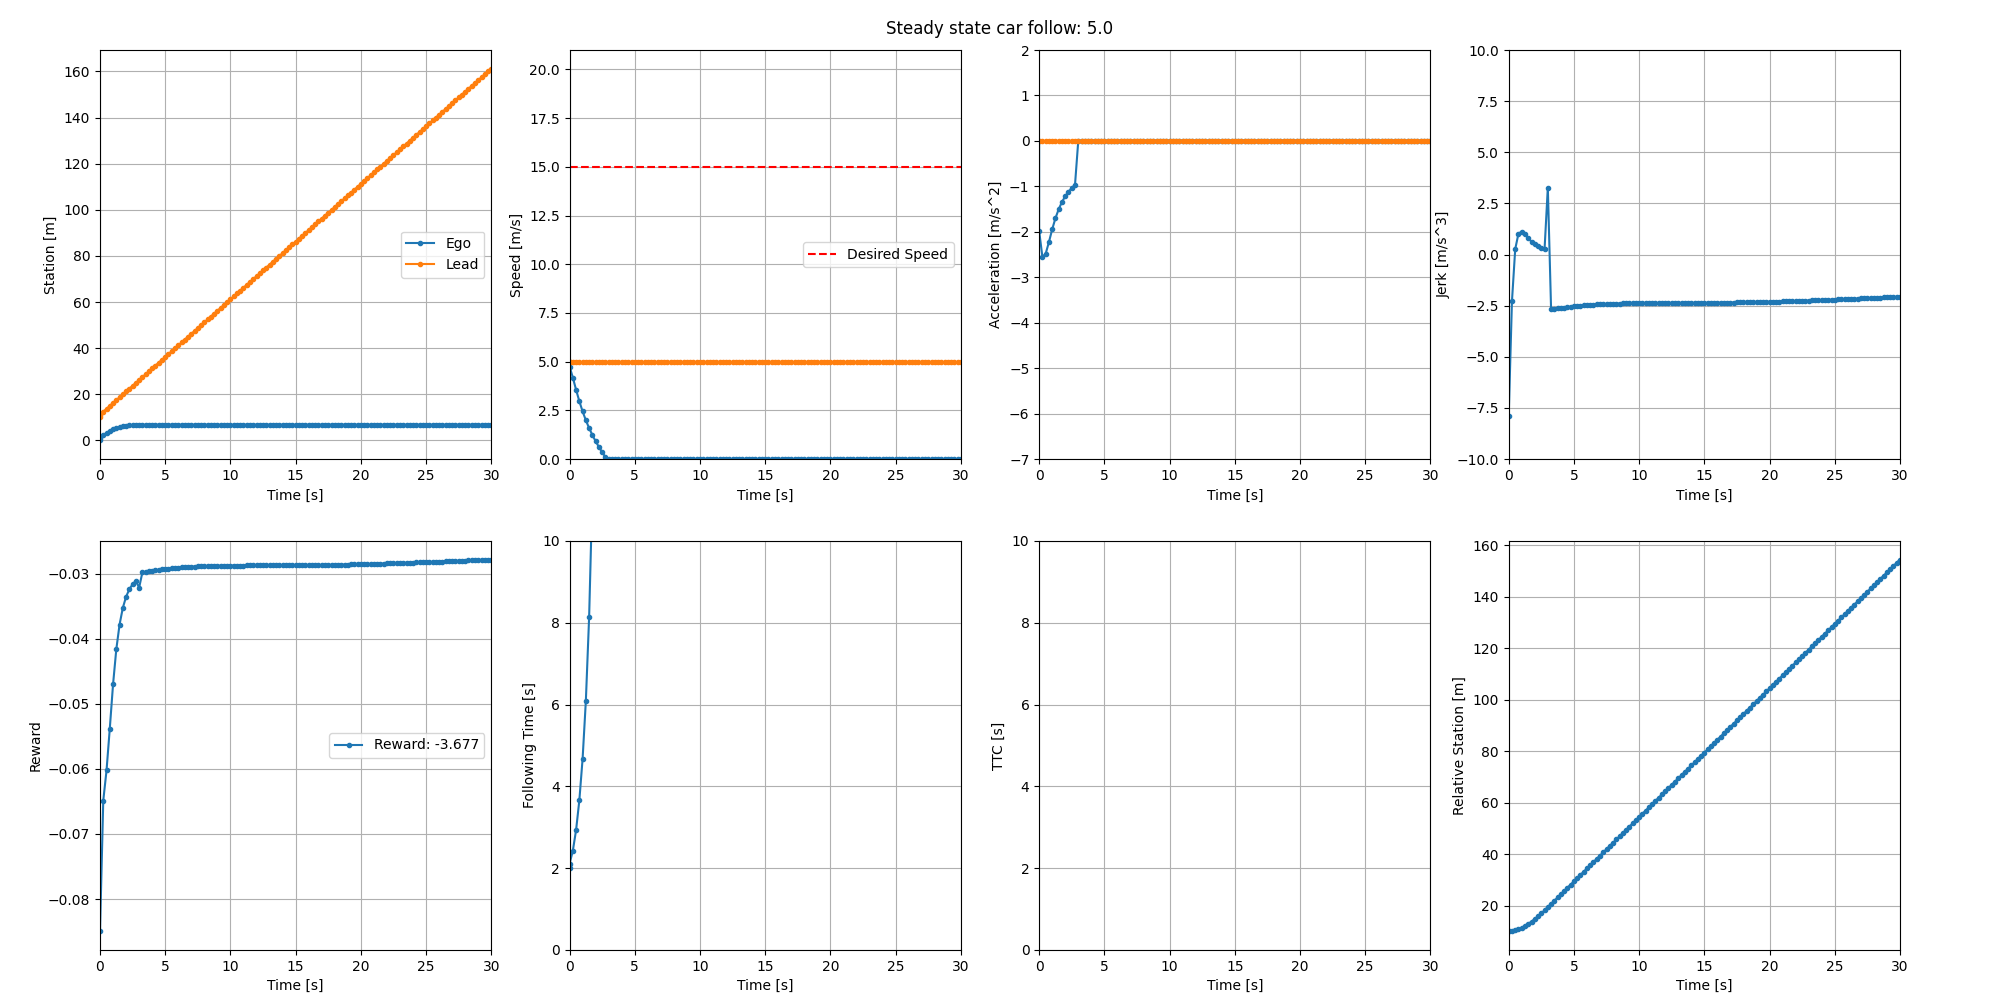 Steady state car follow: 5.0
Station [m]
160
140
120
100
80
60
40
20
0
Ego
Lead
0 5 10 15 20 25 30
Time [s]
Speed [m/s]
20.0
17.5
15.0
12.5
10.0
7.5
5.0
2.5
0.0
Desired Speed
0 5 10 15 20 25 30
Time [s]
Acceleration [m/s^2]
2
1
0
−1
−2
−3
−4
−5
−6
−7
0 5 10 15 20 25 30
Time [s]
Jerk [m/s^3]
10.0
7.5
5.0
2.5
0.0
−2.5
−5.0
−7.5
−10.0
0 5 10 15 20 25 30
Time [s]
Reward
−0.03
−0.04
−0.05
−0.06
−0.07
−0.08
Reward: -3.677
0 5 10 15 20 25 30
Time [s]
Following Time [s]
10
8
6
4
2
0
0 5 10 15 20 25 30
Time [s]
TTC [s]
10
8
6
4
2
0
0 5 10 15 20 25 30
Time [s]
Relative Station [m]
160
140
120
100
80
60
40
20
0 5 10 15 20 25 30
Time [s]